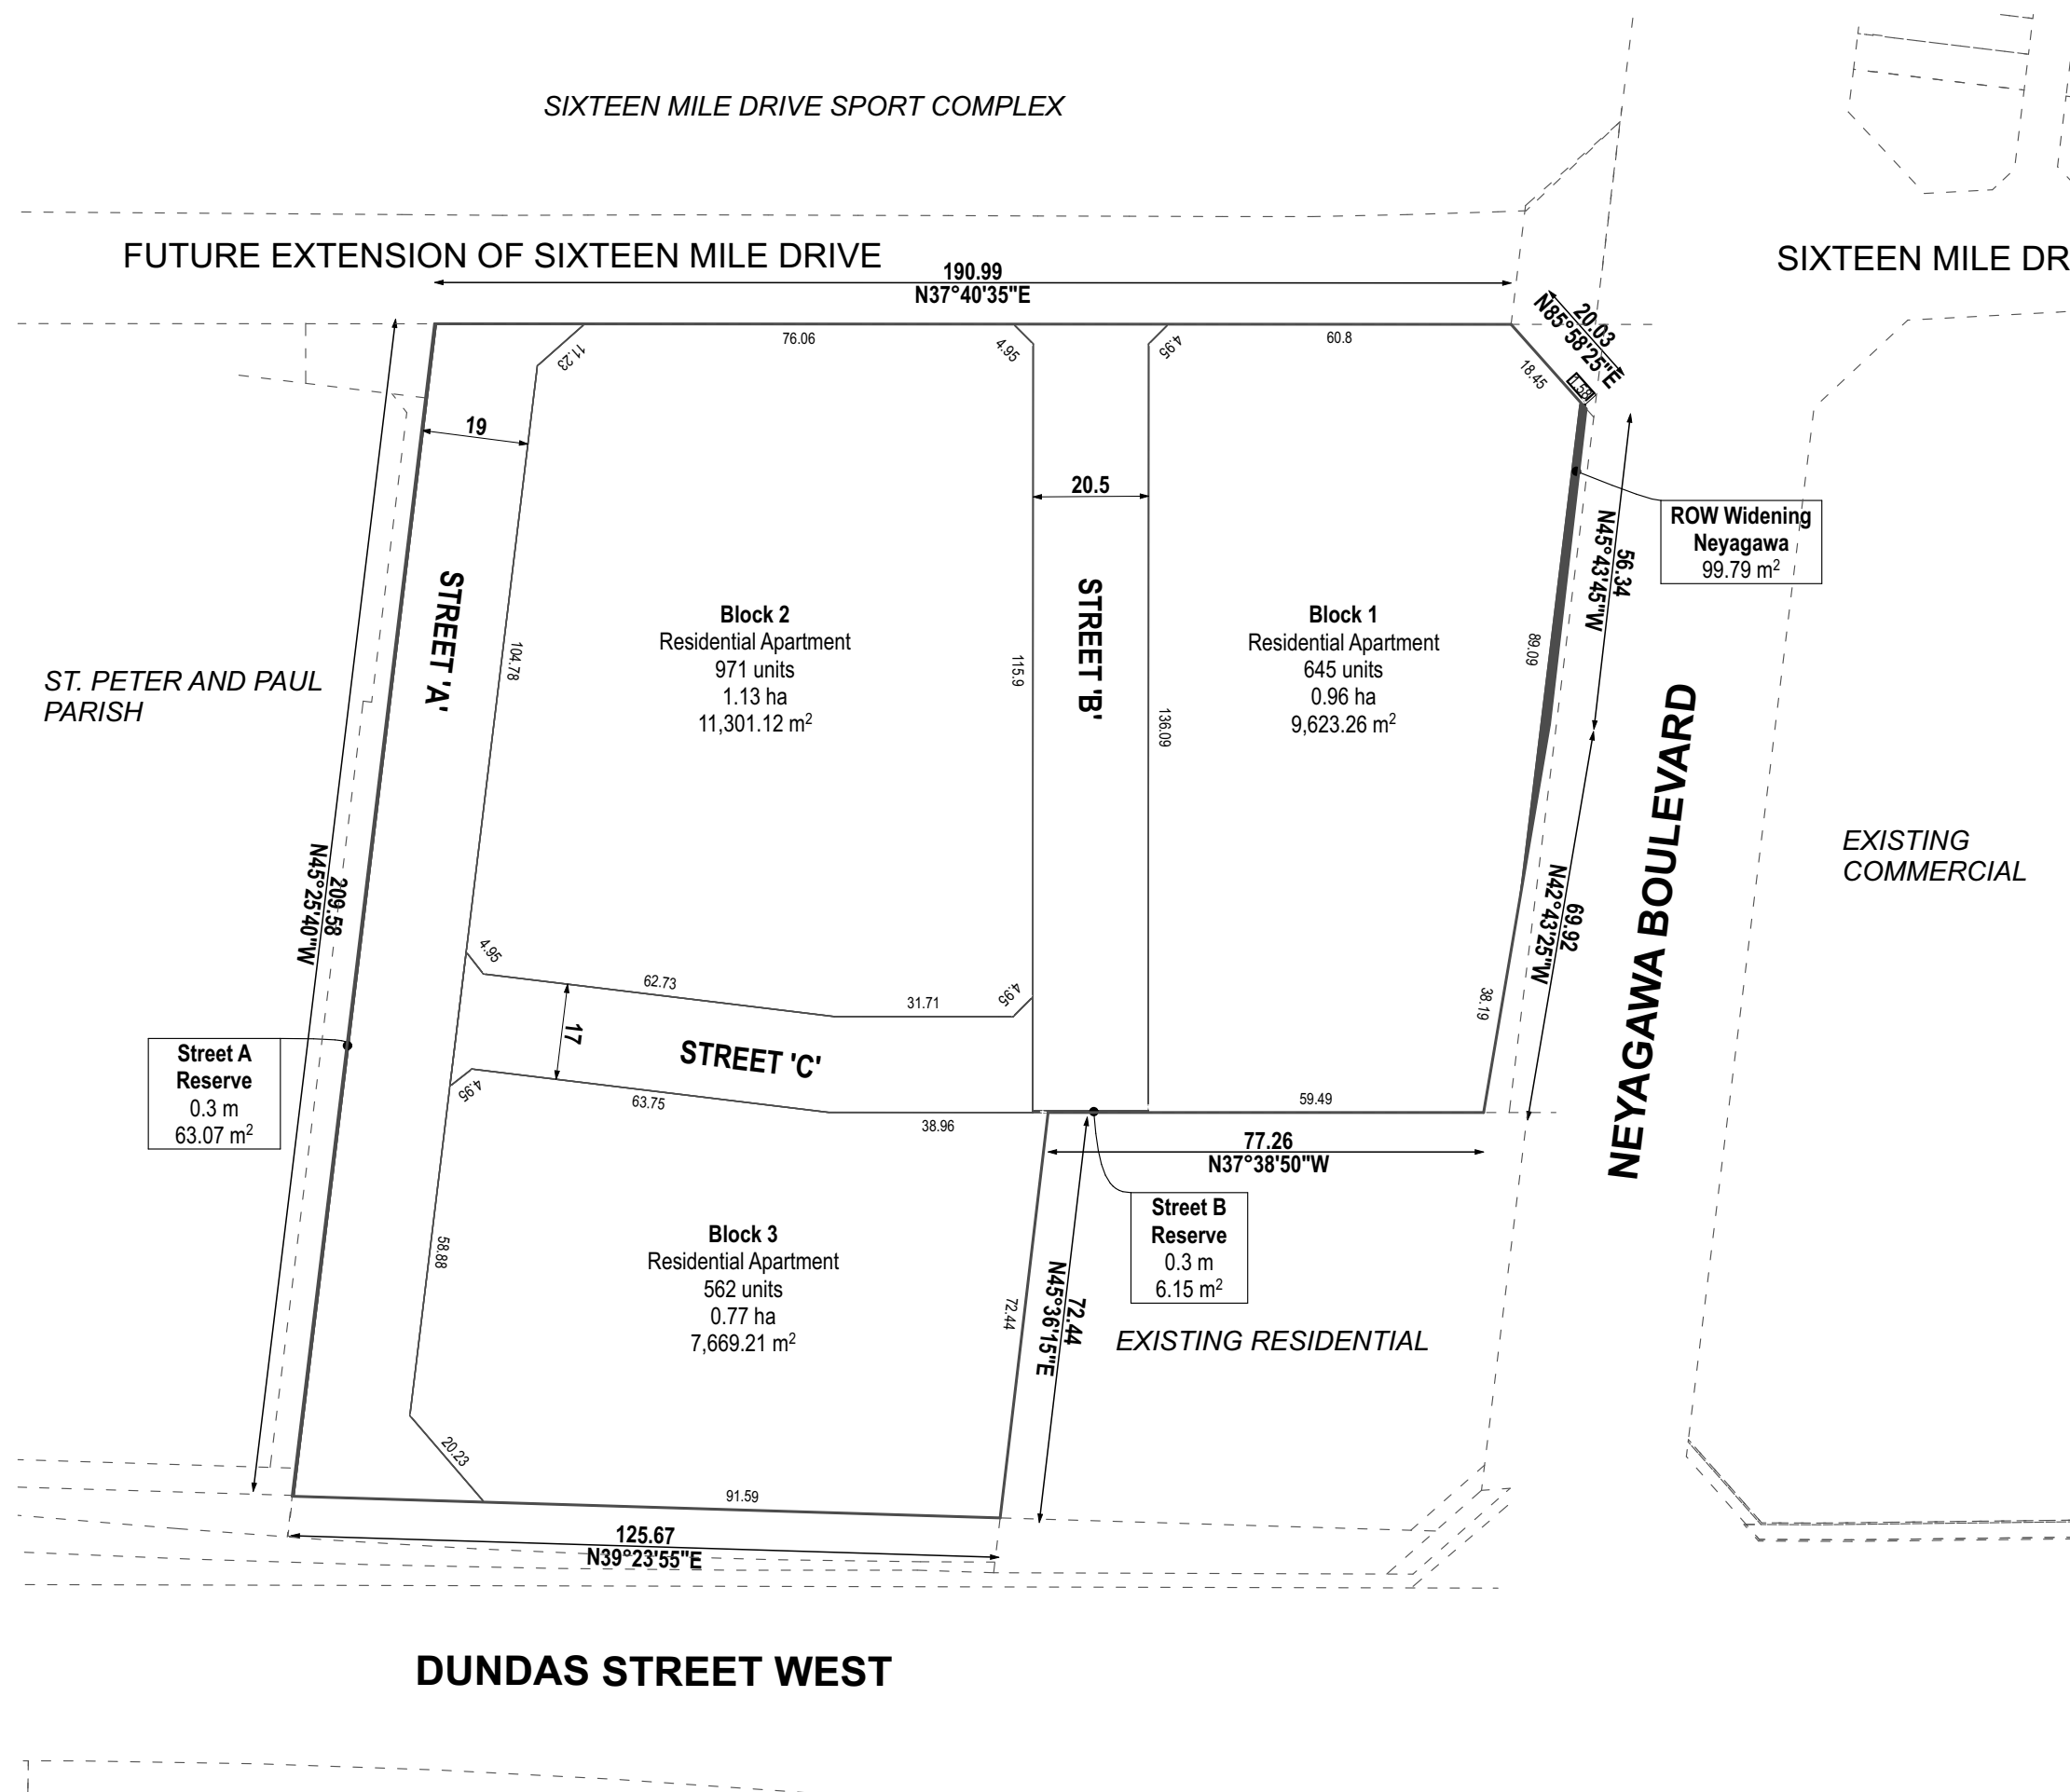 SIXTEEN MILE DRIVE SPORT COMPLEX
FUTURE EXTENSION OF SIXTEEN MILE DRIVE
SIXTEEN MILE DR
190.99
N37°40'35"E
20.03
N85°58'25"E
76.06
60.8
11.23
4.95
4.95
18.45
1.58
19
20.5
ROW Widening
Neyagawa
99.79 m²
56.34
N45°43'45"W
STREET 'A'
STREET 'B'
Block 2
Residential Apartment
971 units
1.13 ha
11,301.12 m²
Block 1
Residential Apartment
645 units
0.96 ha
9,623.26 m²
104.78
115.9
136.09
89.09
ST. PETER AND PAUL
PARISH
NEYAGAWA BOULEVARD
EXISTING
COMMERCIAL
209.58
N45°25'40"W
69.92
N42°43'25"W
4.95
62.73
31.71
4.95
38.19
17
STREET 'C'
Street A
Reserve
0.3 m
63.07 m²
4.95
63.75
38.96
59.49
77.26
N37°38'50"W
Street B
Reserve
0.3 m
6.15 m²
Block 3
Residential Apartment
562 units
0.77 ha
7,669.21 m²
58.88
72.44
72.44
N45°36'15"E
EXISTING RESIDENTIAL
20.23
91.59
125.67
N39°23'55"E
DUNDAS STREET WEST